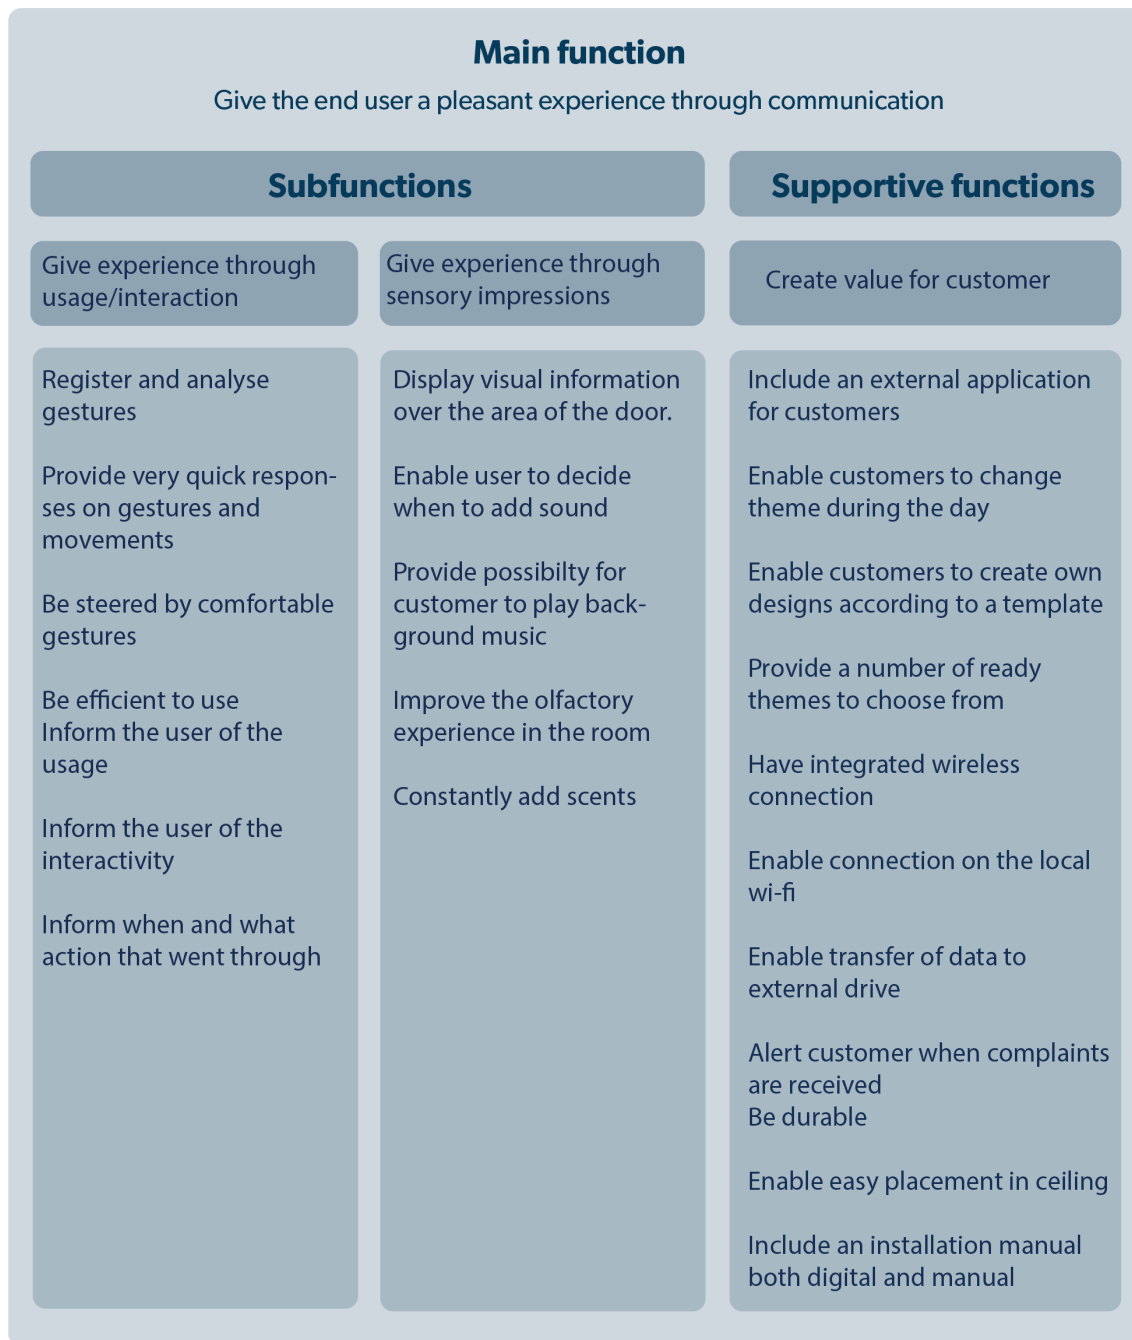 Main function
Give the end user a pleasant experience through communication
Subfunctions
Supportive functions
Give experience through
usage/interaction
Give experience through
sensory impressions
Create value for customer
Register and analyse
gestures
Provide very quick respon-
ses on gestures and
movements
Be steered by comfortable
gestures
Be efficient to use
Inform the user of the
usage
Inform the user of the
interactivity
Inform when and what
action that went through
Display visual information
over the area of the door.
Enable user to decide
when to add sound
Provide possibilty for
customer to play back-
ground music
Improve the olfactory
experience in the room
Constantly add scents
Include an external application
for customers
Enable customers to change
theme during the day
Enable customers to create own
designs according to a template
Provide a number of ready
themes to choose from
Have integrated wireless
connection
Enable connection on the local
wi-fi
Enable transfer of data to
external drive
Alert customer when complaints
are received
Be durable
Enable easy placement in ceiling
Include an installation manual
both digital and manual